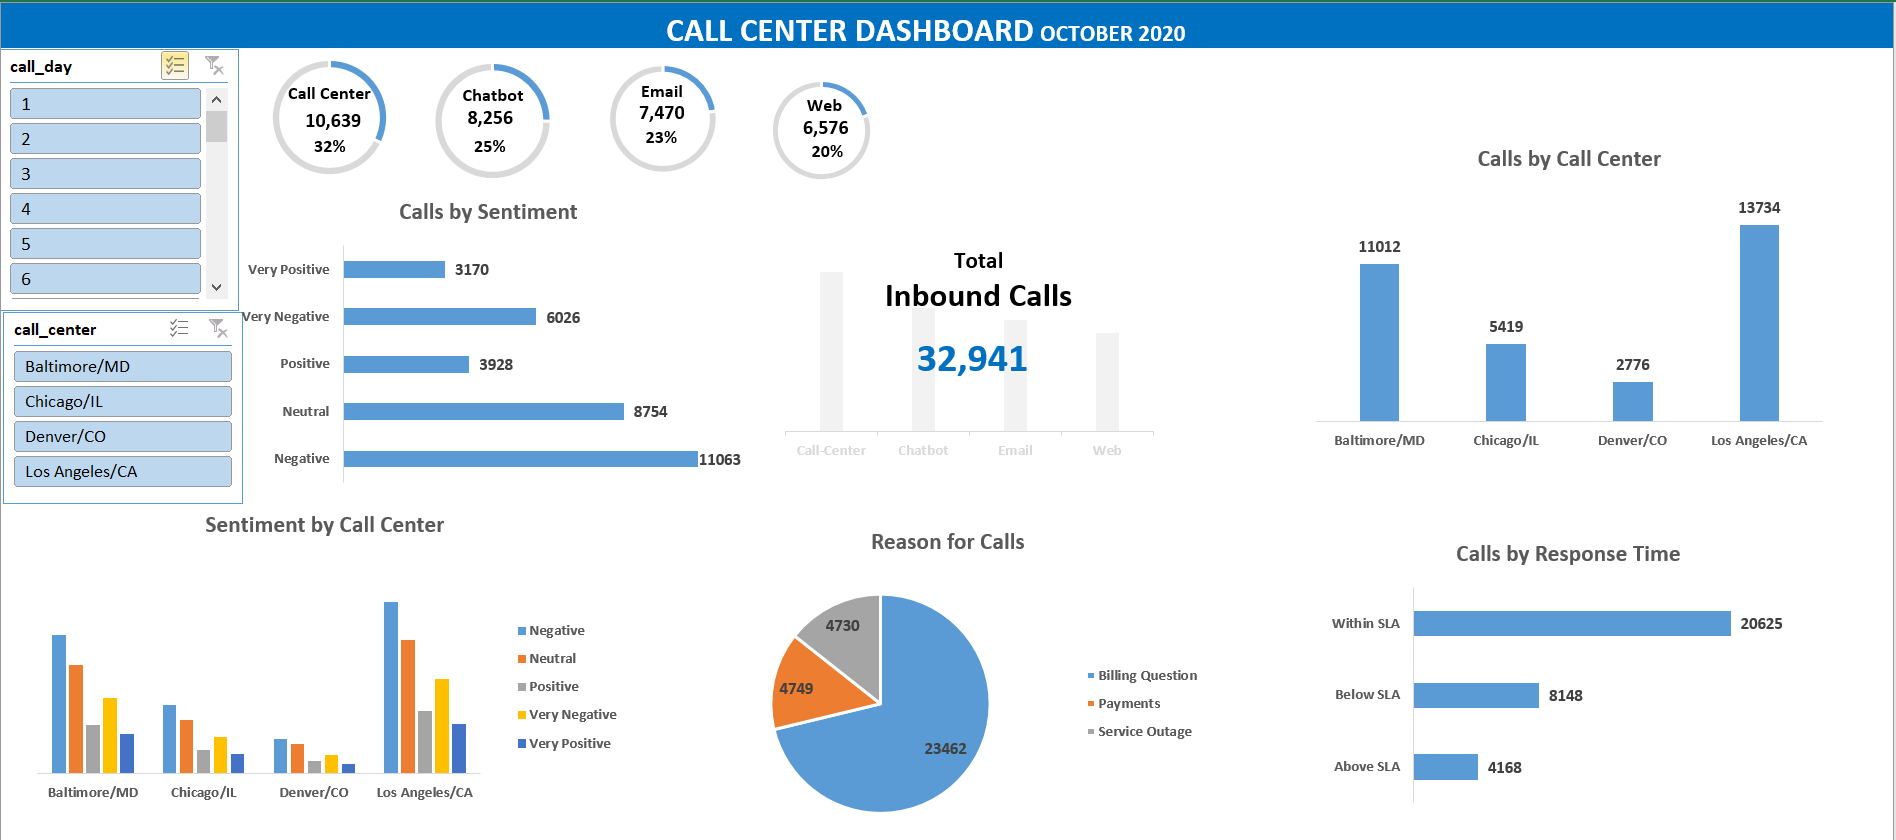 CALL CENTER DASHBOARD OCTOBER 2020
call_day
1
2
3
4
5
6
call_center
Baltimore/MD
Chicago/IL
Denver/CO
Los Angeles/CA
Call Center
10,639
32%
Chatbot
8,256
25%
Email
7,470
23%
Web
6,576
20%
Calls by Sentiment
Very Positive 3170
Very Negative 6026
Positive 3928
Neutral 8754
Negative 11063
Total
Inbound Calls
32,941
Call-Center Chatbot Email Web
Calls by Call Center
11012 5419 2776 13734
Baltimore/MD Chicago/IL Denver/CO Los Angeles/CA
Sentiment by Call Center
Negative
Neutral
Positive
Very Negative
Very Positive
Baltimore/MD Chicago/IL Denver/CO Los Angeles/CA
Reason for Calls
4730
4749
23462
Billing Question
Payments
Service Outage
Calls by Response Time
Within SLA 20625
Below SLA 8148
Above SLA 4168